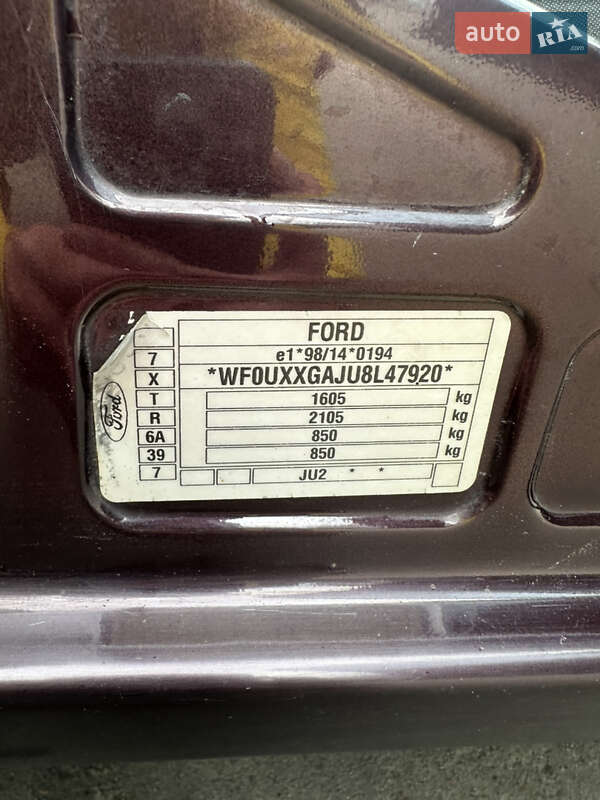 auto RIA .com
FORD
7 e1*98/14*0194
X *WF0UXXGAJU8L47920*
T 1605 kg
R 2105 kg
6A 850 kg
39 850 kg
7 JU2 * *
Ford